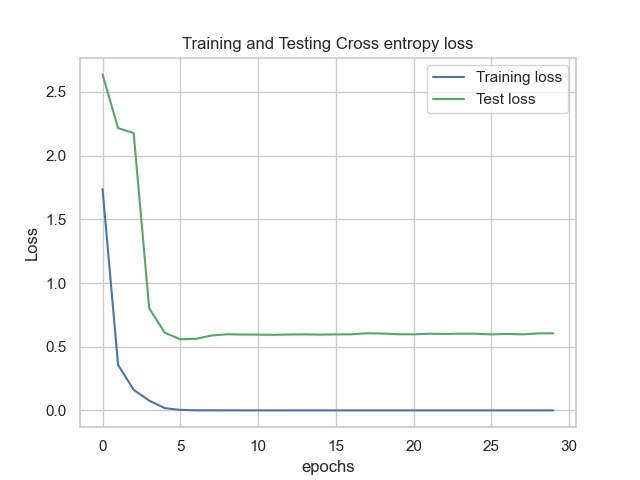 Training and Testing Cross entropy loss
Training loss
Test loss
2.5
2.0
1.5
1.0
0.5
0.0
Loss
0 5 10 15 20 25 30
epochs